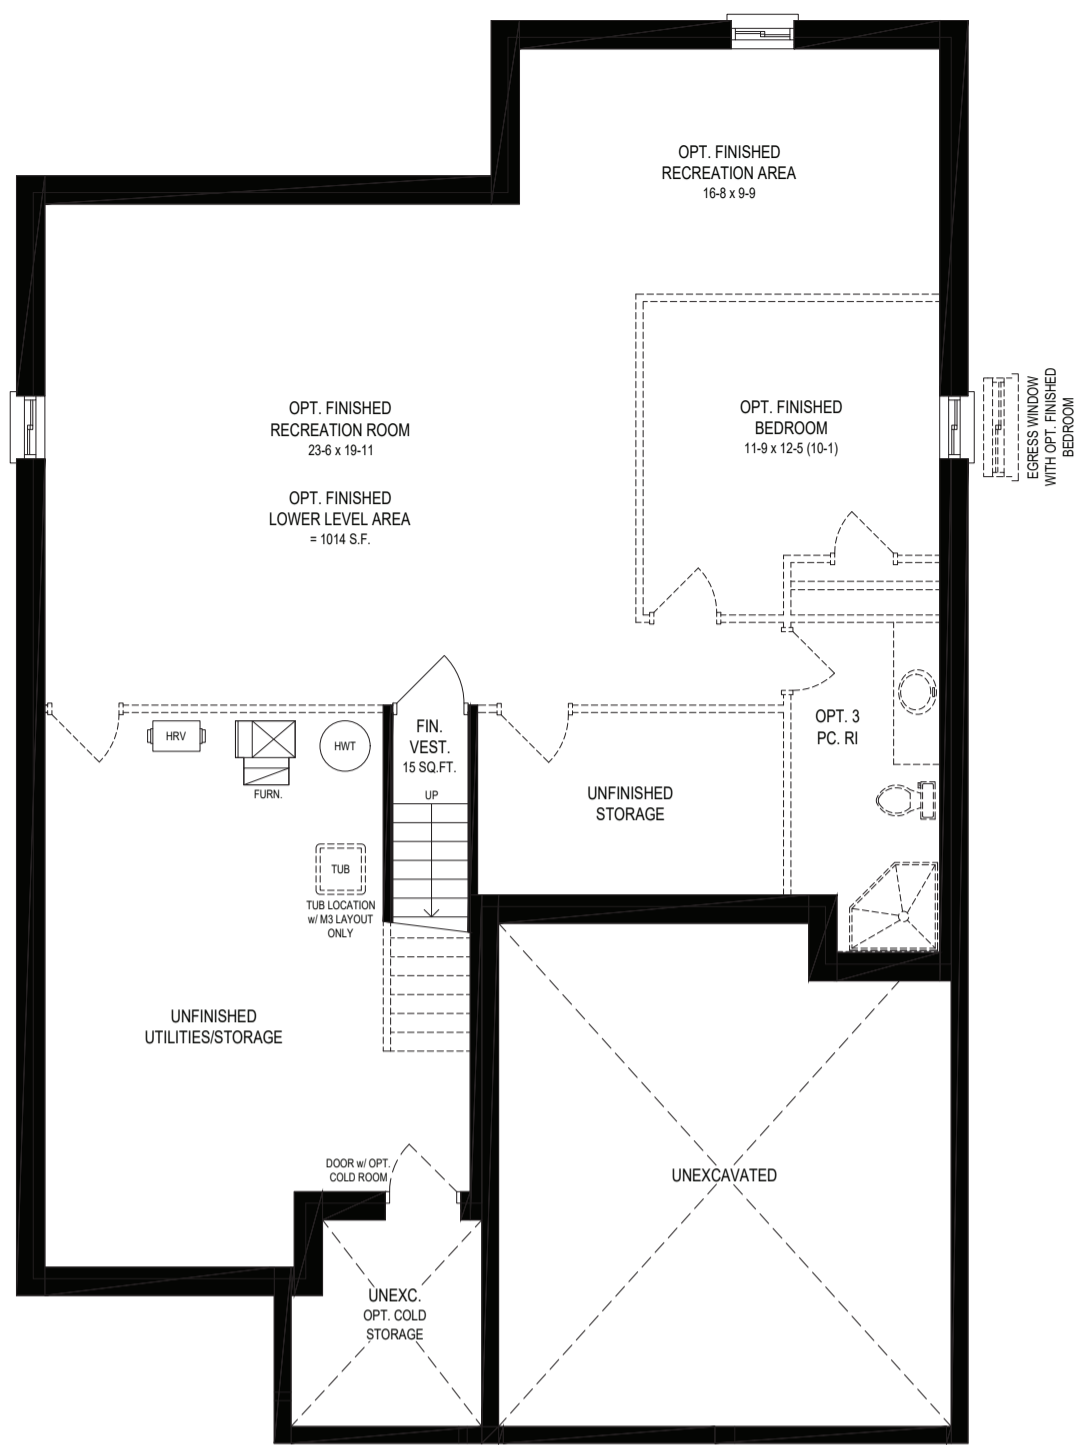 OPT. FINISHED
RECREATION AREA
16-8 x 9-9
OPT. FINISHED
RECREATION ROOM
23-6 x 19-11
OPT. FINISHED
LOWER LEVEL AREA
= 1014 S.F.
OPT. FINISHED
BEDROOM
11-9 x 12-5 (10-1)
EGRESS WINDOW
WITH OPT. FINISHED
BEDROOM
HRV
FURN.
HWT
FIN.
VEST.
15 SQ.FT.
UP
OPT. 3
PC. RI
UNFINISHED
STORAGE
TUB
TUB LOCATION
w/ M3 LAYOUT
ONLY
UNFINISHED
UTILITIES/STORAGE
DOOR w/ OPT.
COLD ROOM
UNEXCAVATED
UNEXC.
OPT. COLD
STORAGE